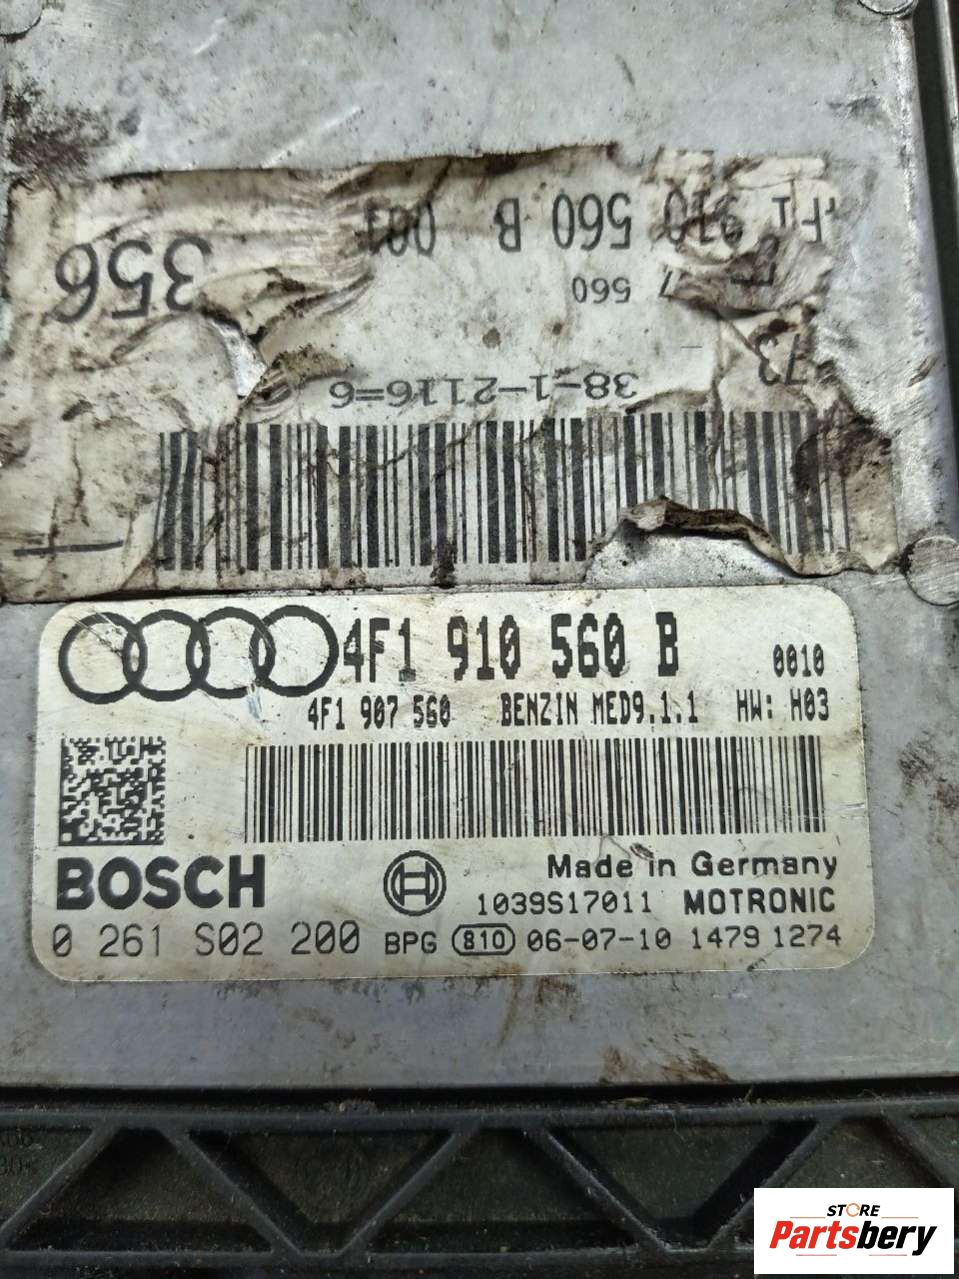 4F1 910 560 B 001
7 560
73
356
38-1-2116=6
4F1 910 560 B 0010
4F1 907 560 BENZIN MED9.1.1 HW: H03
BOSCH
Made in Germany
1039S17011 MOTRONIC
0 261 S02 200 BPG 810 06-07-10 1479 1274
STORE
Partsbery